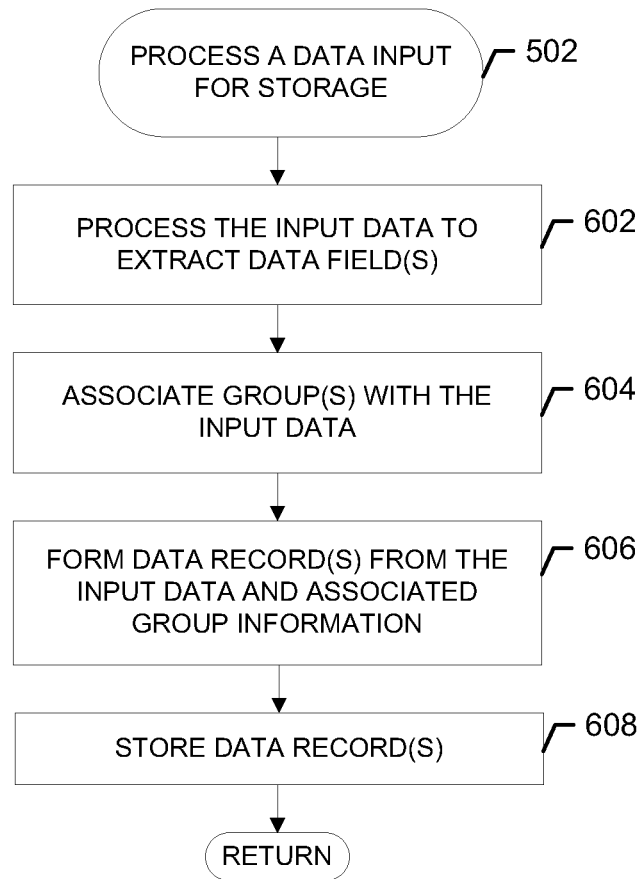 PROCESS A DATA INPUT
FOR STORAGE
502
PROCESS THE INPUT DATA TO
EXTRACT DATA FIELD(S)
602
ASSOCIATE GROUP(S) WITH THE
INPUT DATA
604
FORM DATA RECORD(S) FROM THE
INPUT DATA AND ASSOCIATED
GROUP INFORMATION
606
STORE DATA RECORD(S)
608
RETURN